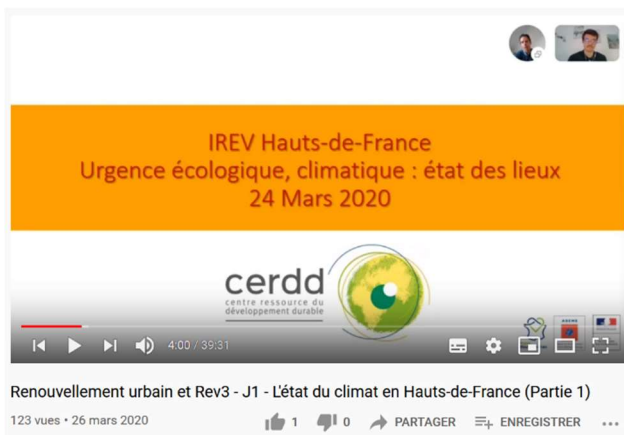 IREV Hauts-de-France
Urgence écologique, climatique : état des lieux
24 Mars 2020
cerdd
centre ressource du
développement durable
4:00 / 39:31
Renouvellement urbain et Rev3 - J1 - L'état du climat en Hauts-de-France (Partie 1)
123 vues • 26 mars 2020 1 0 PARTAGER ENREGISTRER